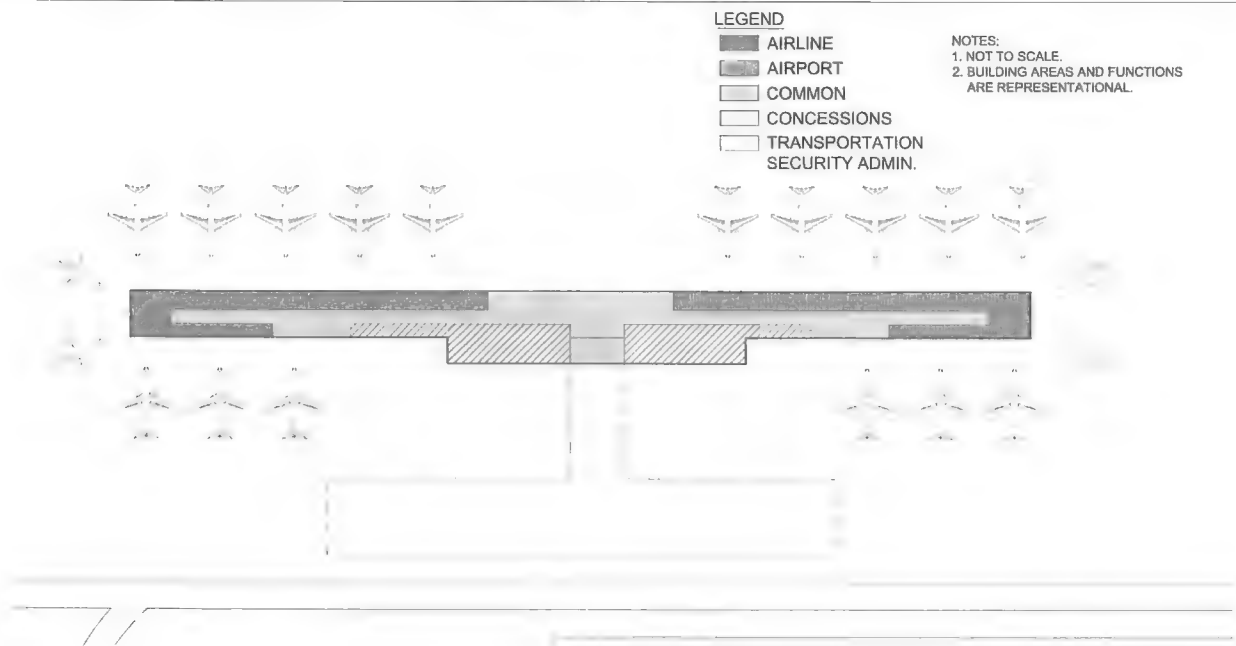 LEGEND
AIRLINE
AIRPORT
COMMON
CONCESSIONS
TRANSPORTATION
SECURITY ADMIN.
NOTES:
1. NOT TO SCALE.
2. BUILDING AREAS AND FUNCTIONS
ARE REPRESENTATIONAL.